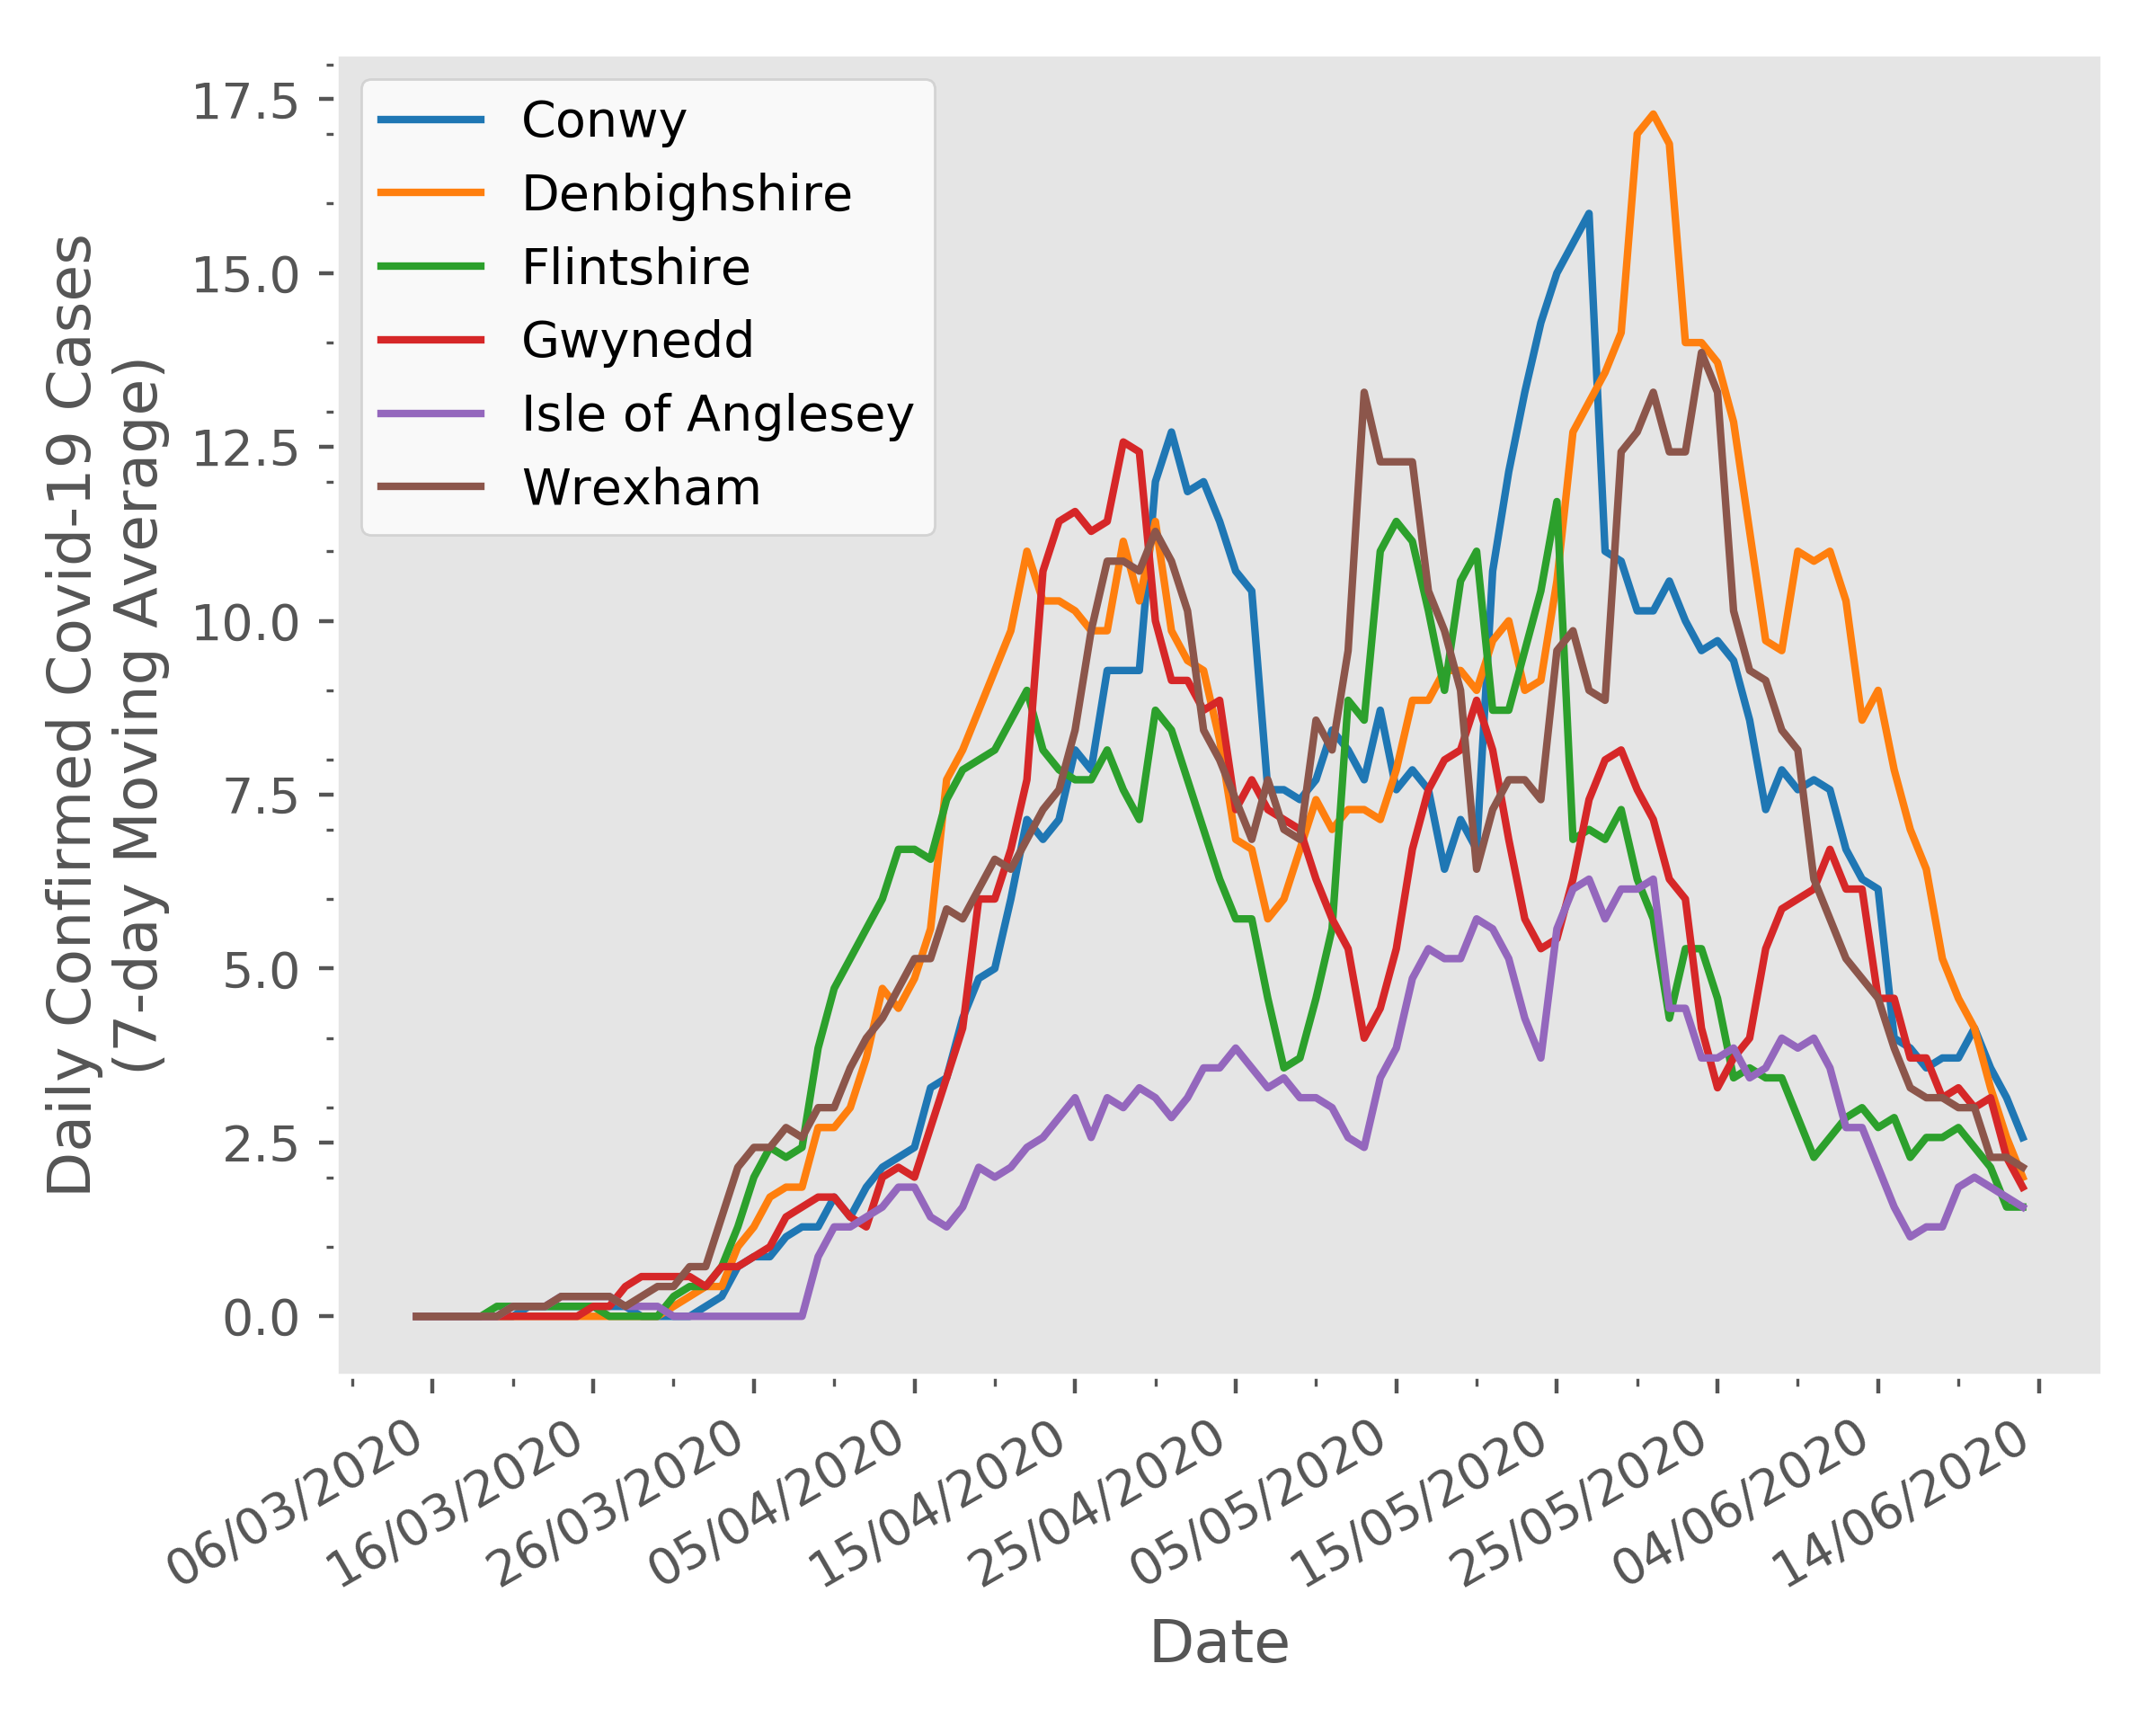 Daily Confirmed Covid-19 Cases
(7-day Moving Average)
17.5
15.0
12.5
10.0
7.5
5.0
2.5
0.0
Conwy
Denbighshire
Flintshire
Gwynedd
Isle of Anglesey
Wrexham
06/03/2020
16/03/2020
26/03/2020
05/04/2020
15/04/2020
25/04/2020
05/05/2020
15/05/2020
25/05/2020
04/06/2020
14/06/2020
Date